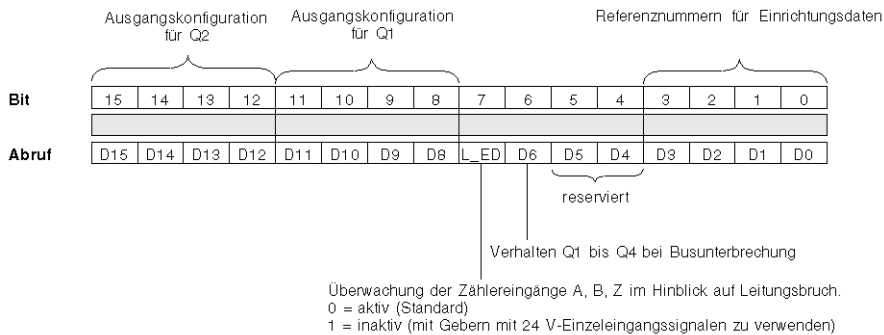 Ausgangskonfiguration für Q2
Ausgangskonfiguration für Q1
Referenznummern für Einrichtungsdaten
Bit 15 14 13 12 11 10 9 8 7 6 5 4 3 2 1 0
Abruf D15 D14 D13 D12 D11 D10 D9 D8 L_ED D6 D5 D4 D3 D2 D1 D0
reserviert
Verhalten Q1 bis Q4 bei Busunterbrechung
Überwachung der Zählereingänge A, B, Z im Hinblick auf Leitungsbruch.
0 = aktiv (Standard)
1 = inaktiv (mit Gebern mit 24 V-Einzeleingangssignalen zu verwenden)